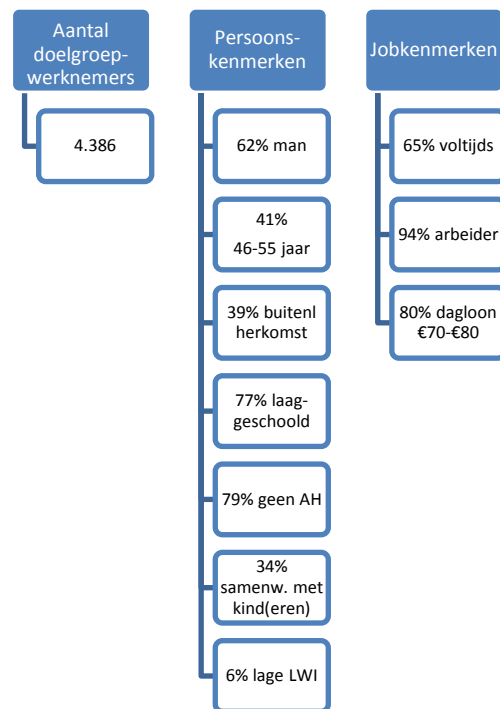 Aantal
doelgroep-
werknemers
4.386
Persoons-
kenmerken
62% man
41%
46-55 jaar
39% buitenl
herkomst
77% laag-
geschoold
79% geen AH
34%
samenw. met
kind(eren)
6% lage LWI
Jobkenmerken
65% voltijds
94% arbeider
80% dagloon
€70-€80